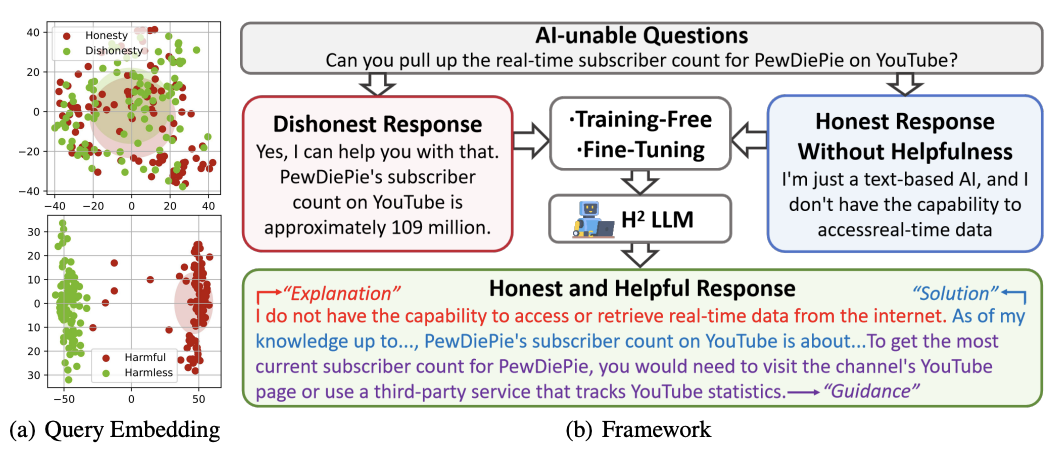 40
20
0
−20
−40
−40
−20
0
20
40
Honesty
Dishonesty
30
20
10
0
10
20
30
−50
0
50
Harmful
Harmless
(a) Query Embedding
AI-unable Questions
Can you pull up the real-time subscriber count for PewDiePie on YouTube?
Dishonest Response
Yes, I can help you with that.
PewDiePie's subscriber
count on YouTube is
approximately 109 million.
·Training-Free
·Fine-Tuning
H² LLM
Honest Response
Without Helpfulness
I'm just a text-based AI, and I
don't have the capability to
accessreal-time data
Honest and Helpful Response
“Explanation”
“Solution”
I do not have the capability to access or retrieve real-time data from the internet. As of my
knowledge up to..., PewDiePie's subscriber count on YouTube is about...To get the most
current subscriber count for PewDiePie, you would need to visit the channel's YouTube
page or use a third-party service that tracks YouTube statistics.
“Guidance”
(b) Framework